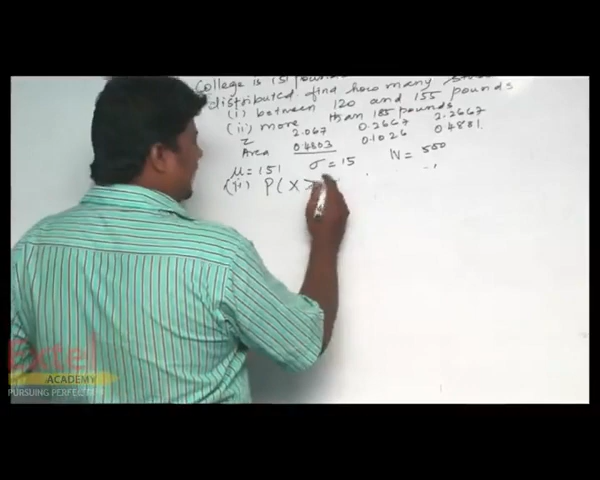 College is 151 pounds
distributed find how many
(i) between 120 and 155 pounds
(ii) more than 185 pounds
Z 2.067 0.2667 2.2667
Area 0.4803 0.1026 0.4881
μ = 151 σ = 15 N = 500
(ii) P(X >
Extel
ACADEMY
PURSUING PERFECTION